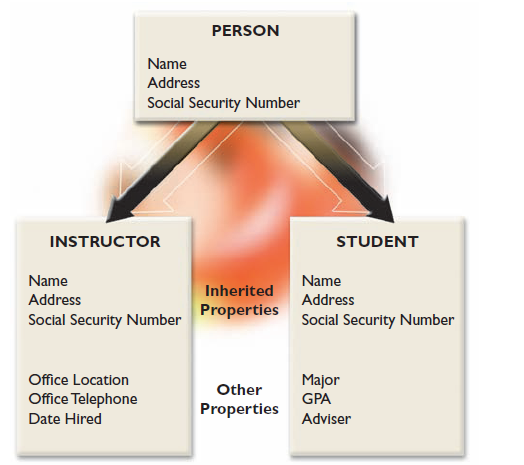 PERSON
Name
Address
Social Security Number
INSTRUCTOR
Name
Address
Social Security Number
Office Location
Office Telephone
Date Hired
Inherited
Properties
Other
Properties
STUDENT
Name
Address
Social Security Number
Major
GPA
Adviser